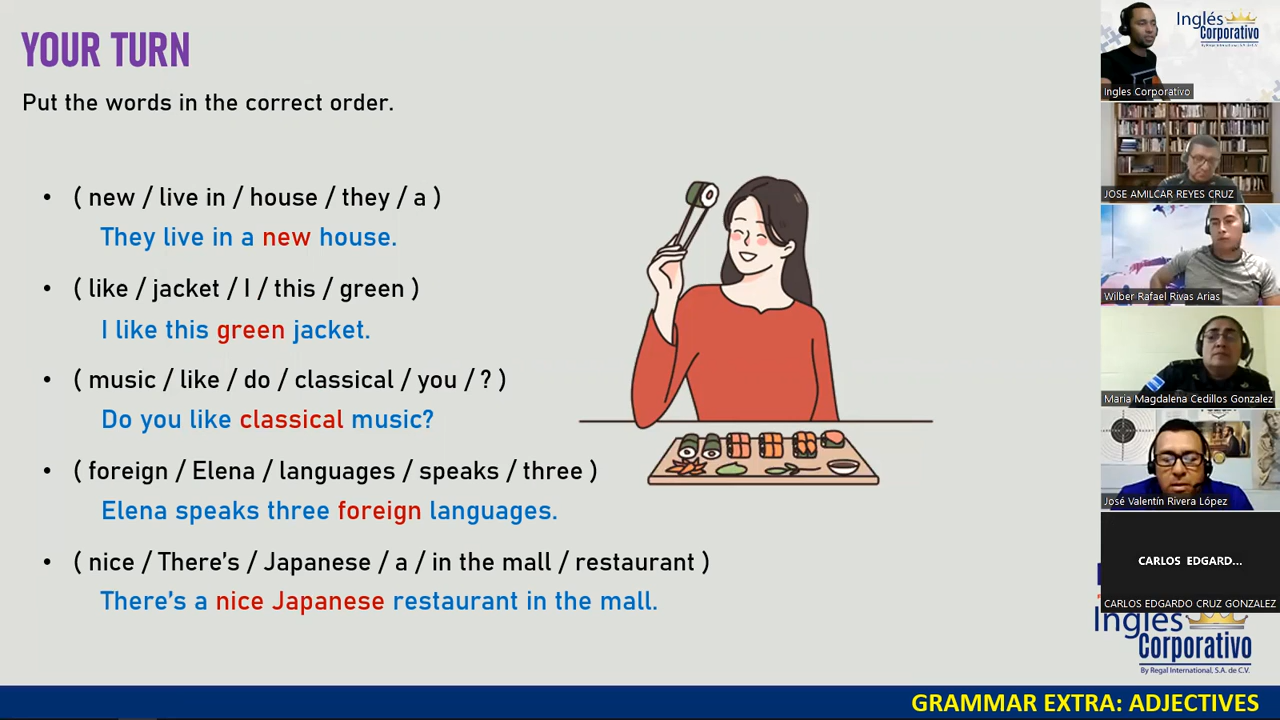 YOUR TURN
Put the words in the correct order.
• ( new / live in / house / they / a )
They live in a new house.
• ( like / jacket / I / this / green )
I like this green jacket.
• ( music / like / do / classical / you / ? )
Do you like classical music?
• ( foreign / Elena / languages / speaks / three )
Elena speaks three foreign languages.
• ( nice / There's / Japanese / a / in the mall / restaurant )
There's a nice Japanese restaurant in the mall.
Inglés
Corporativo
By Regal International, S.A. de C.V.
Ingles Corporativo
JOSE AMILCAR REYES CRUZ
Wilber Rafael Rivas Arias
Maria Magdalena Cedillos Gonzalez
José Valentín Rivera López
CARLOS EDGARD...
CARLOS EDGARDO CRUZ GONZALEZ
Inglés
Corporativo
By Regal International, S.A. de C.V.
GRAMMAR EXTRA: ADJECTIVES